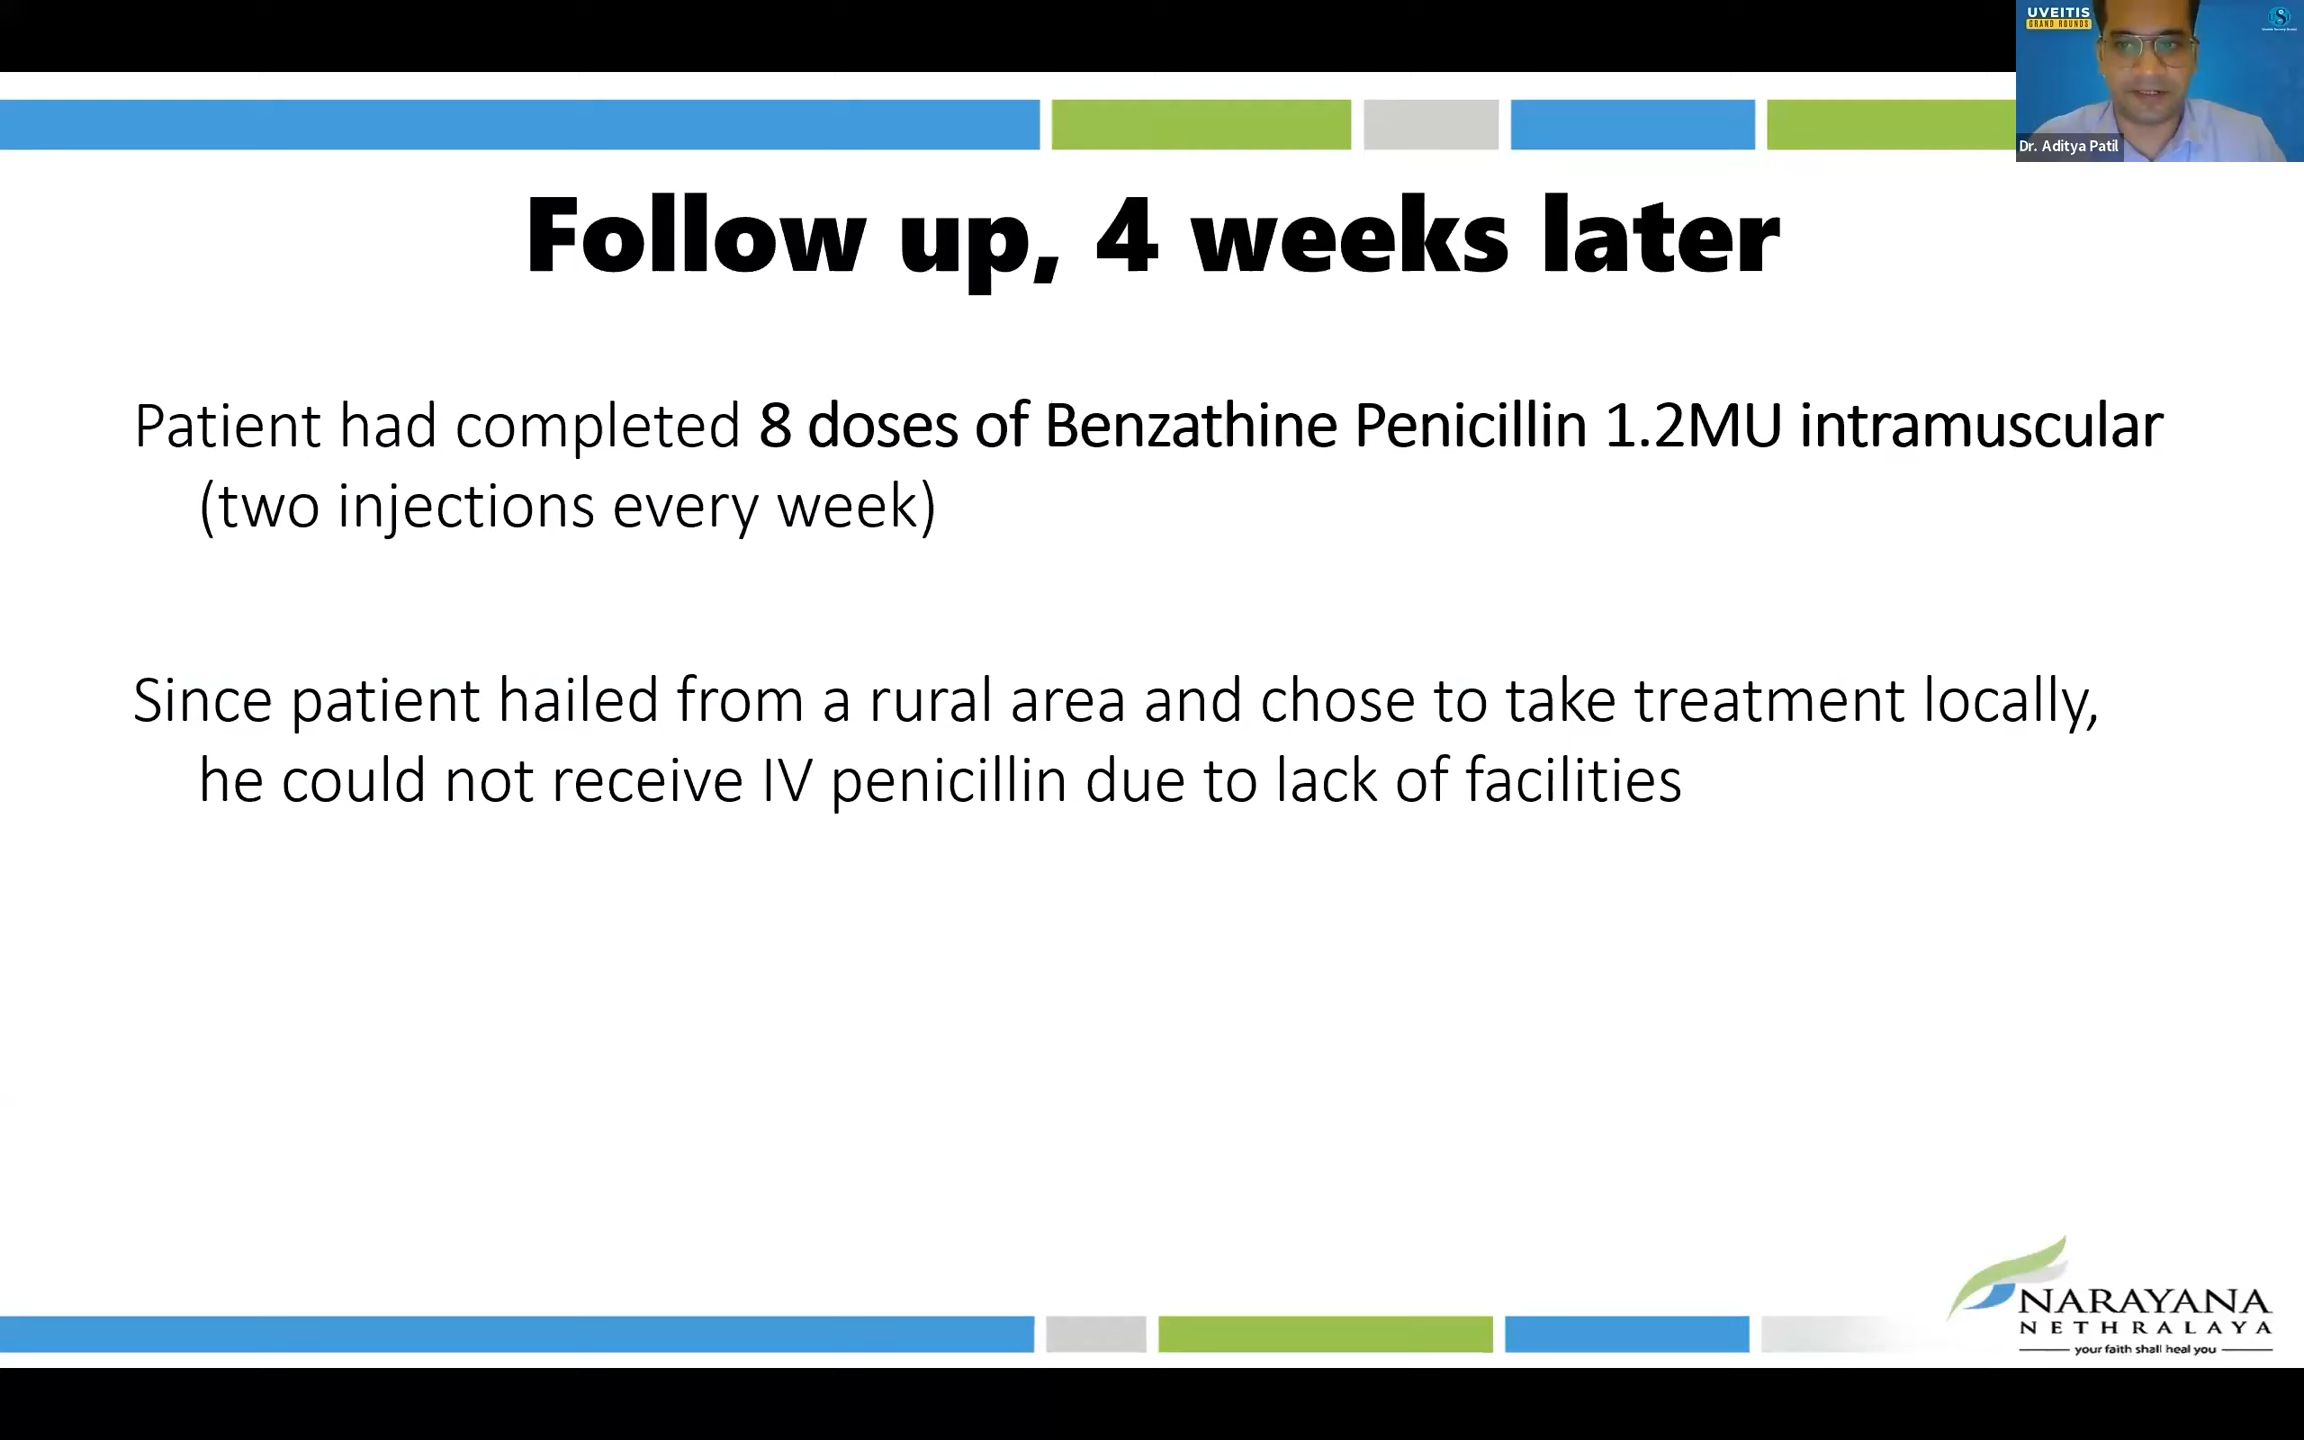 UVEITIS
GRAND ROUNDS
Dr. Aditya Patil
Follow up, 4 weeks later
Patient had completed 8 doses of Benzathine Penicillin 1.2MU intramuscular
(two injections every week)
Since patient hailed from a rural area and chose to take treatment locally,
he could not receive IV penicillin due to lack of facilities
NARAYANA
NETHRALAYA
your faith shall heal you